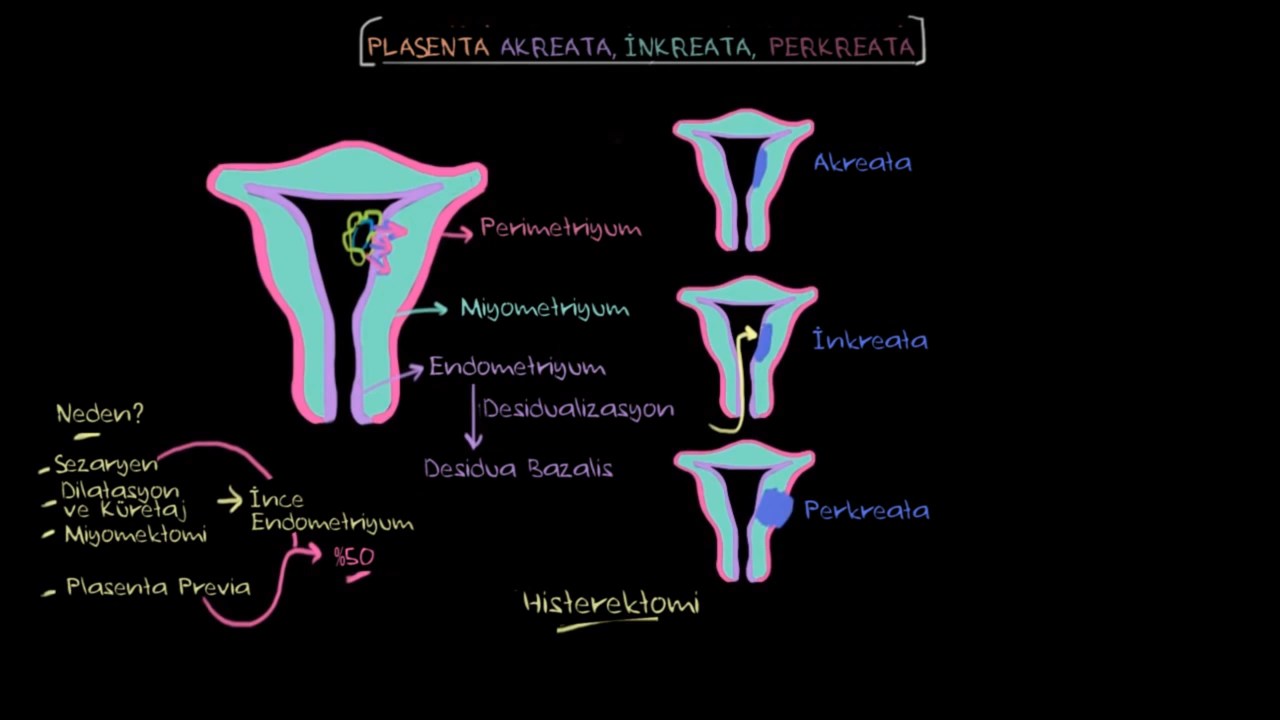 PLASENTA AKREATA, İNKREATA, PERKREATA
Akreata
Perimetriyum
Miyometriyum
İnkreata
Endometriyum
Desidualizasyon
Desidua Bazalis
Perkreata
Neden?
- Sezaryen
- Dilatasyon
ve Küretaj
- Miyomektomi
- Plasenta Previa
İnce
Endometriyum
%50
Histerektomi